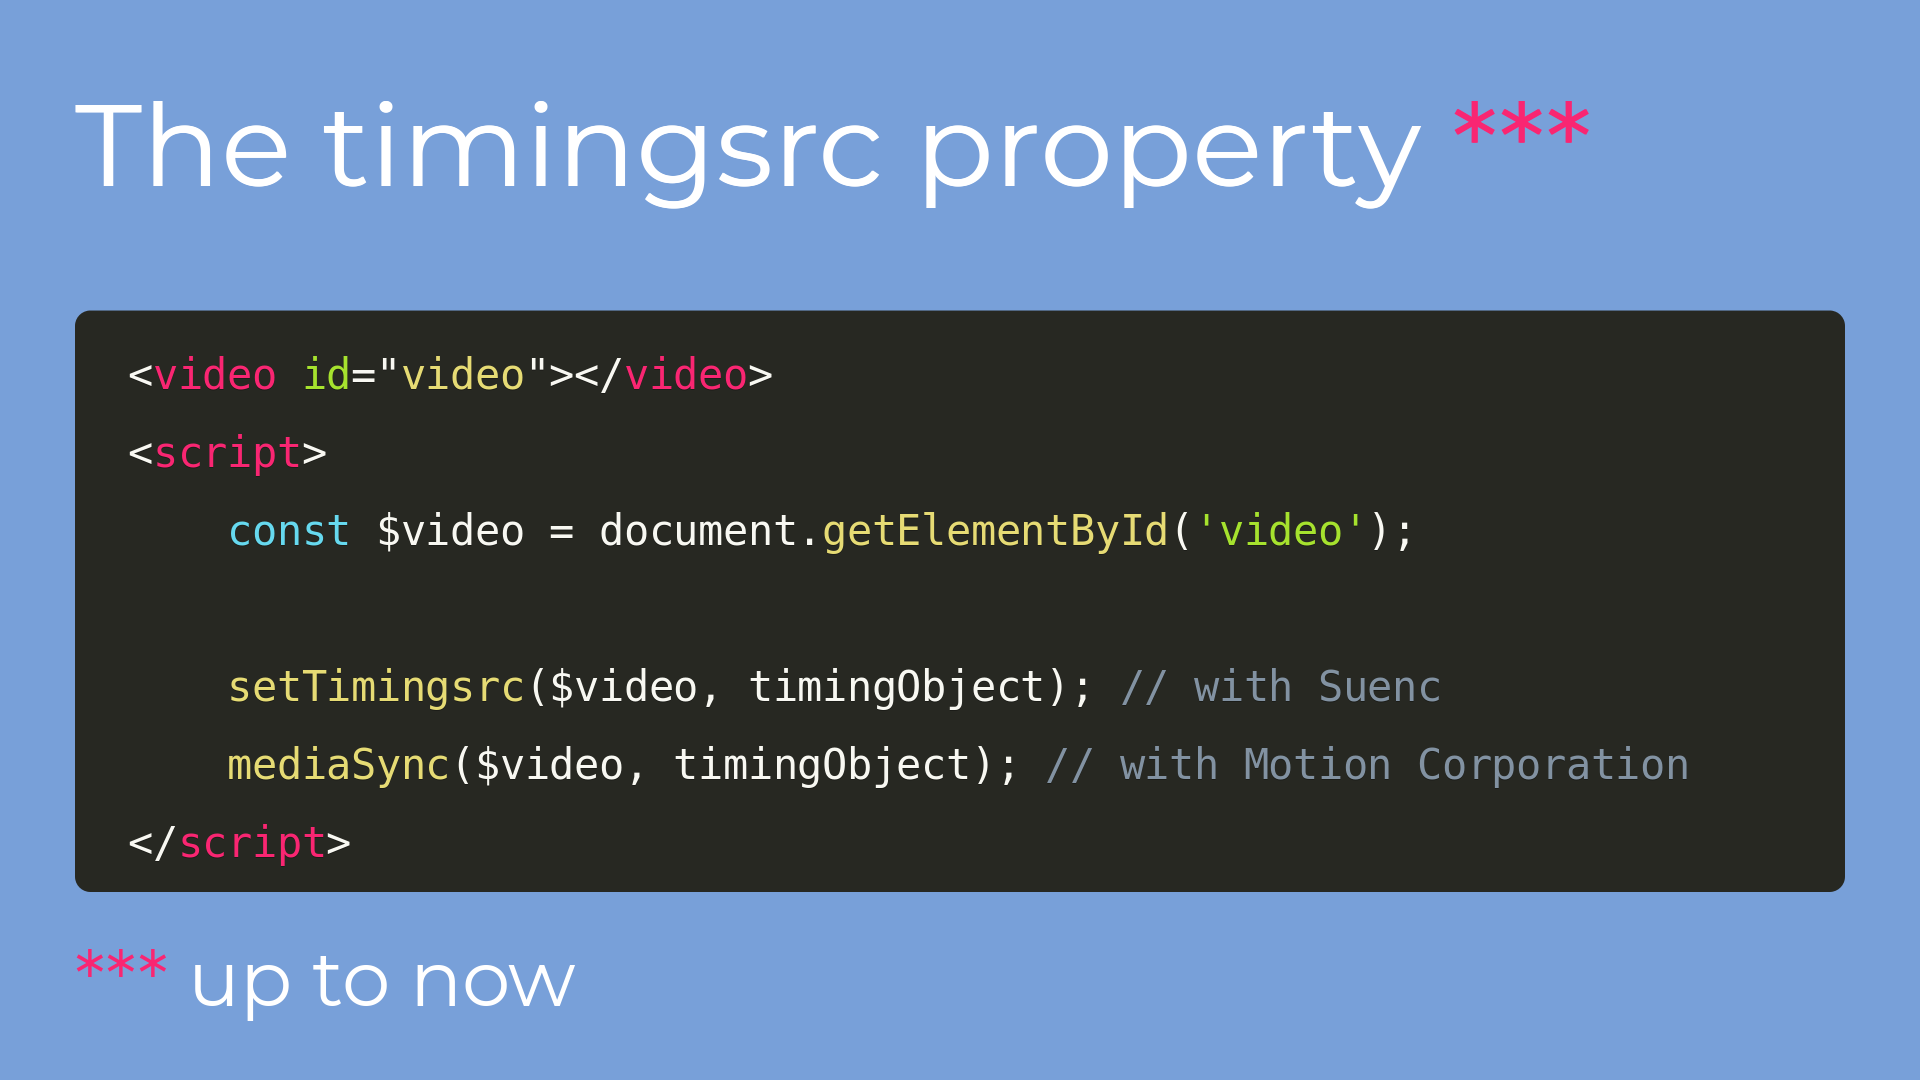 The timingsrc property ***
<video id="video"></video>
<script>
    const $video = document.getElementById('video');
    setTimingsrc($video, timingObject); // with Suenc
    mediaSync($video, timingObject); // with Motion Corporation
</script>
*** up to now